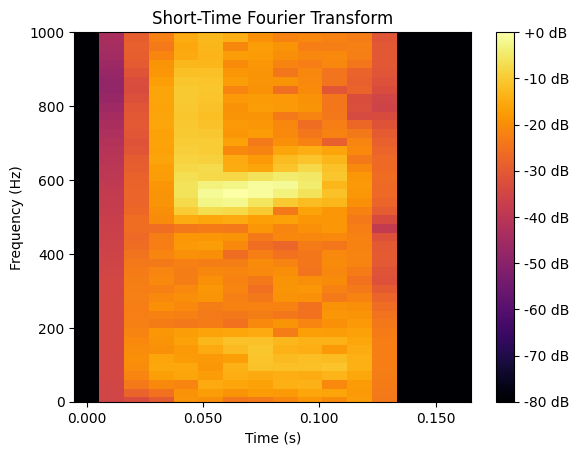 Short-Time Fourier Transform
Frequency (Hz)
1000
800
600
400
200
0
0.000
0.050
0.100
0.150
Time (s)
+0 dB
-10 dB
-20 dB
-30 dB
-40 dB
-50 dB
-60 dB
-70 dB
-80 dB